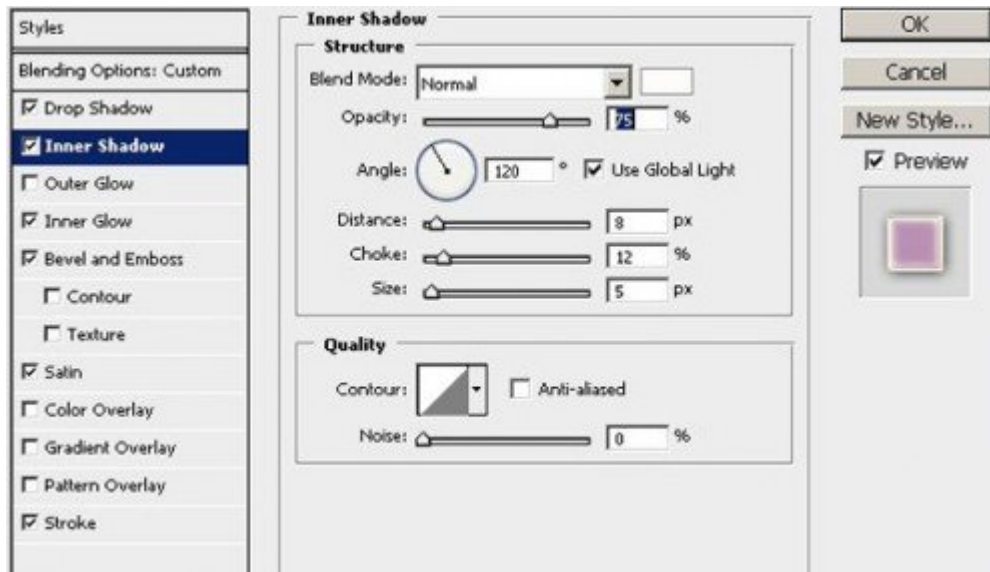 Styles
Blending Options: Custom
Drop Shadow
Inner Shadow
Outer Glow
Inner Glow
Bevel and Emboss
Contour
Texture
Satin
Color Overlay
Gradient Overlay
Pattern Overlay
Stroke
Inner Shadow
Structure
Blend Mode: Normal
Opacity: 75 %
Angle: 120 ° Use Global Light
Distance: 8 px
Choke: 12 %
Size: 5 px
Quality
Contour: Anti-aliased
Noise: 0 %
OK
Cancel
New Style...
Preview